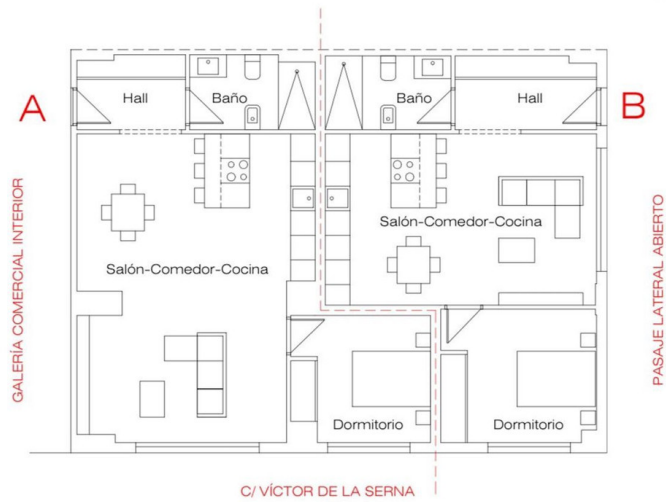 Hall
Baño
Baño
Hall
A
B
Salón-Comedor-Cocina
Salón-Comedor-Cocina
GALERÍA COMERCIAL INTERIOR
PASAJE LATERAL ABIERTO
Dormitorio
Dormitorio
C/ VÍCTOR DE LA SERNA